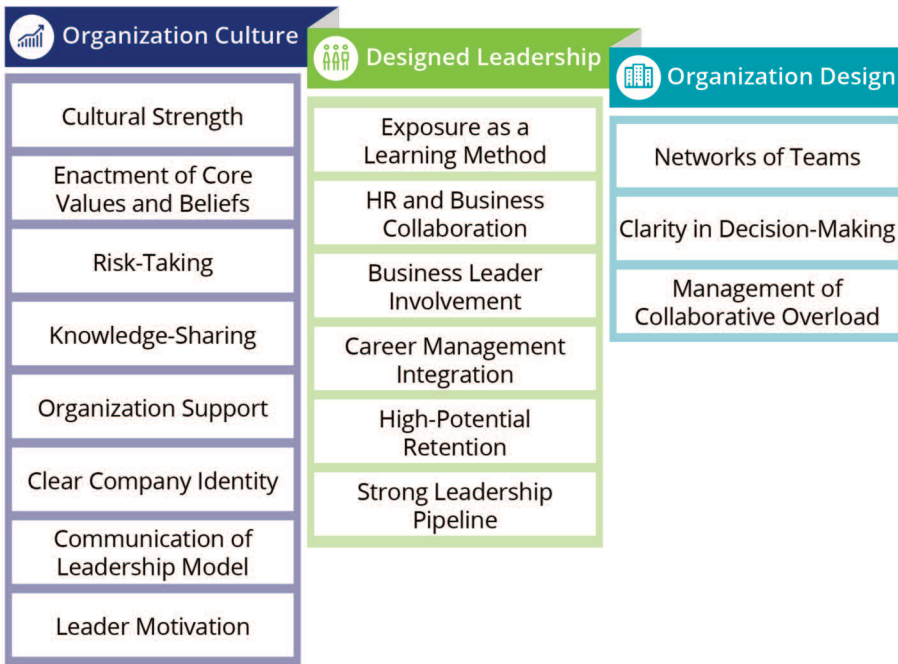 Organization Culture
Cultural Strength
Enactment of Core
Values and Beliefs
Risk-Taking
Knowledge-Sharing
Organization Support
Clear Company Identity
Communication of
Leadership Model
Leader Motivation
Designed Leadership
Exposure as a
Learning Method
HR and Business
Collaboration
Business Leader
Involvement
Career Management
Integration
High-Potential
Retention
Strong Leadership
Pipeline
Organization Design
Networks of Teams
Clarity in Decision-Making
Management of
Collaborative Overload